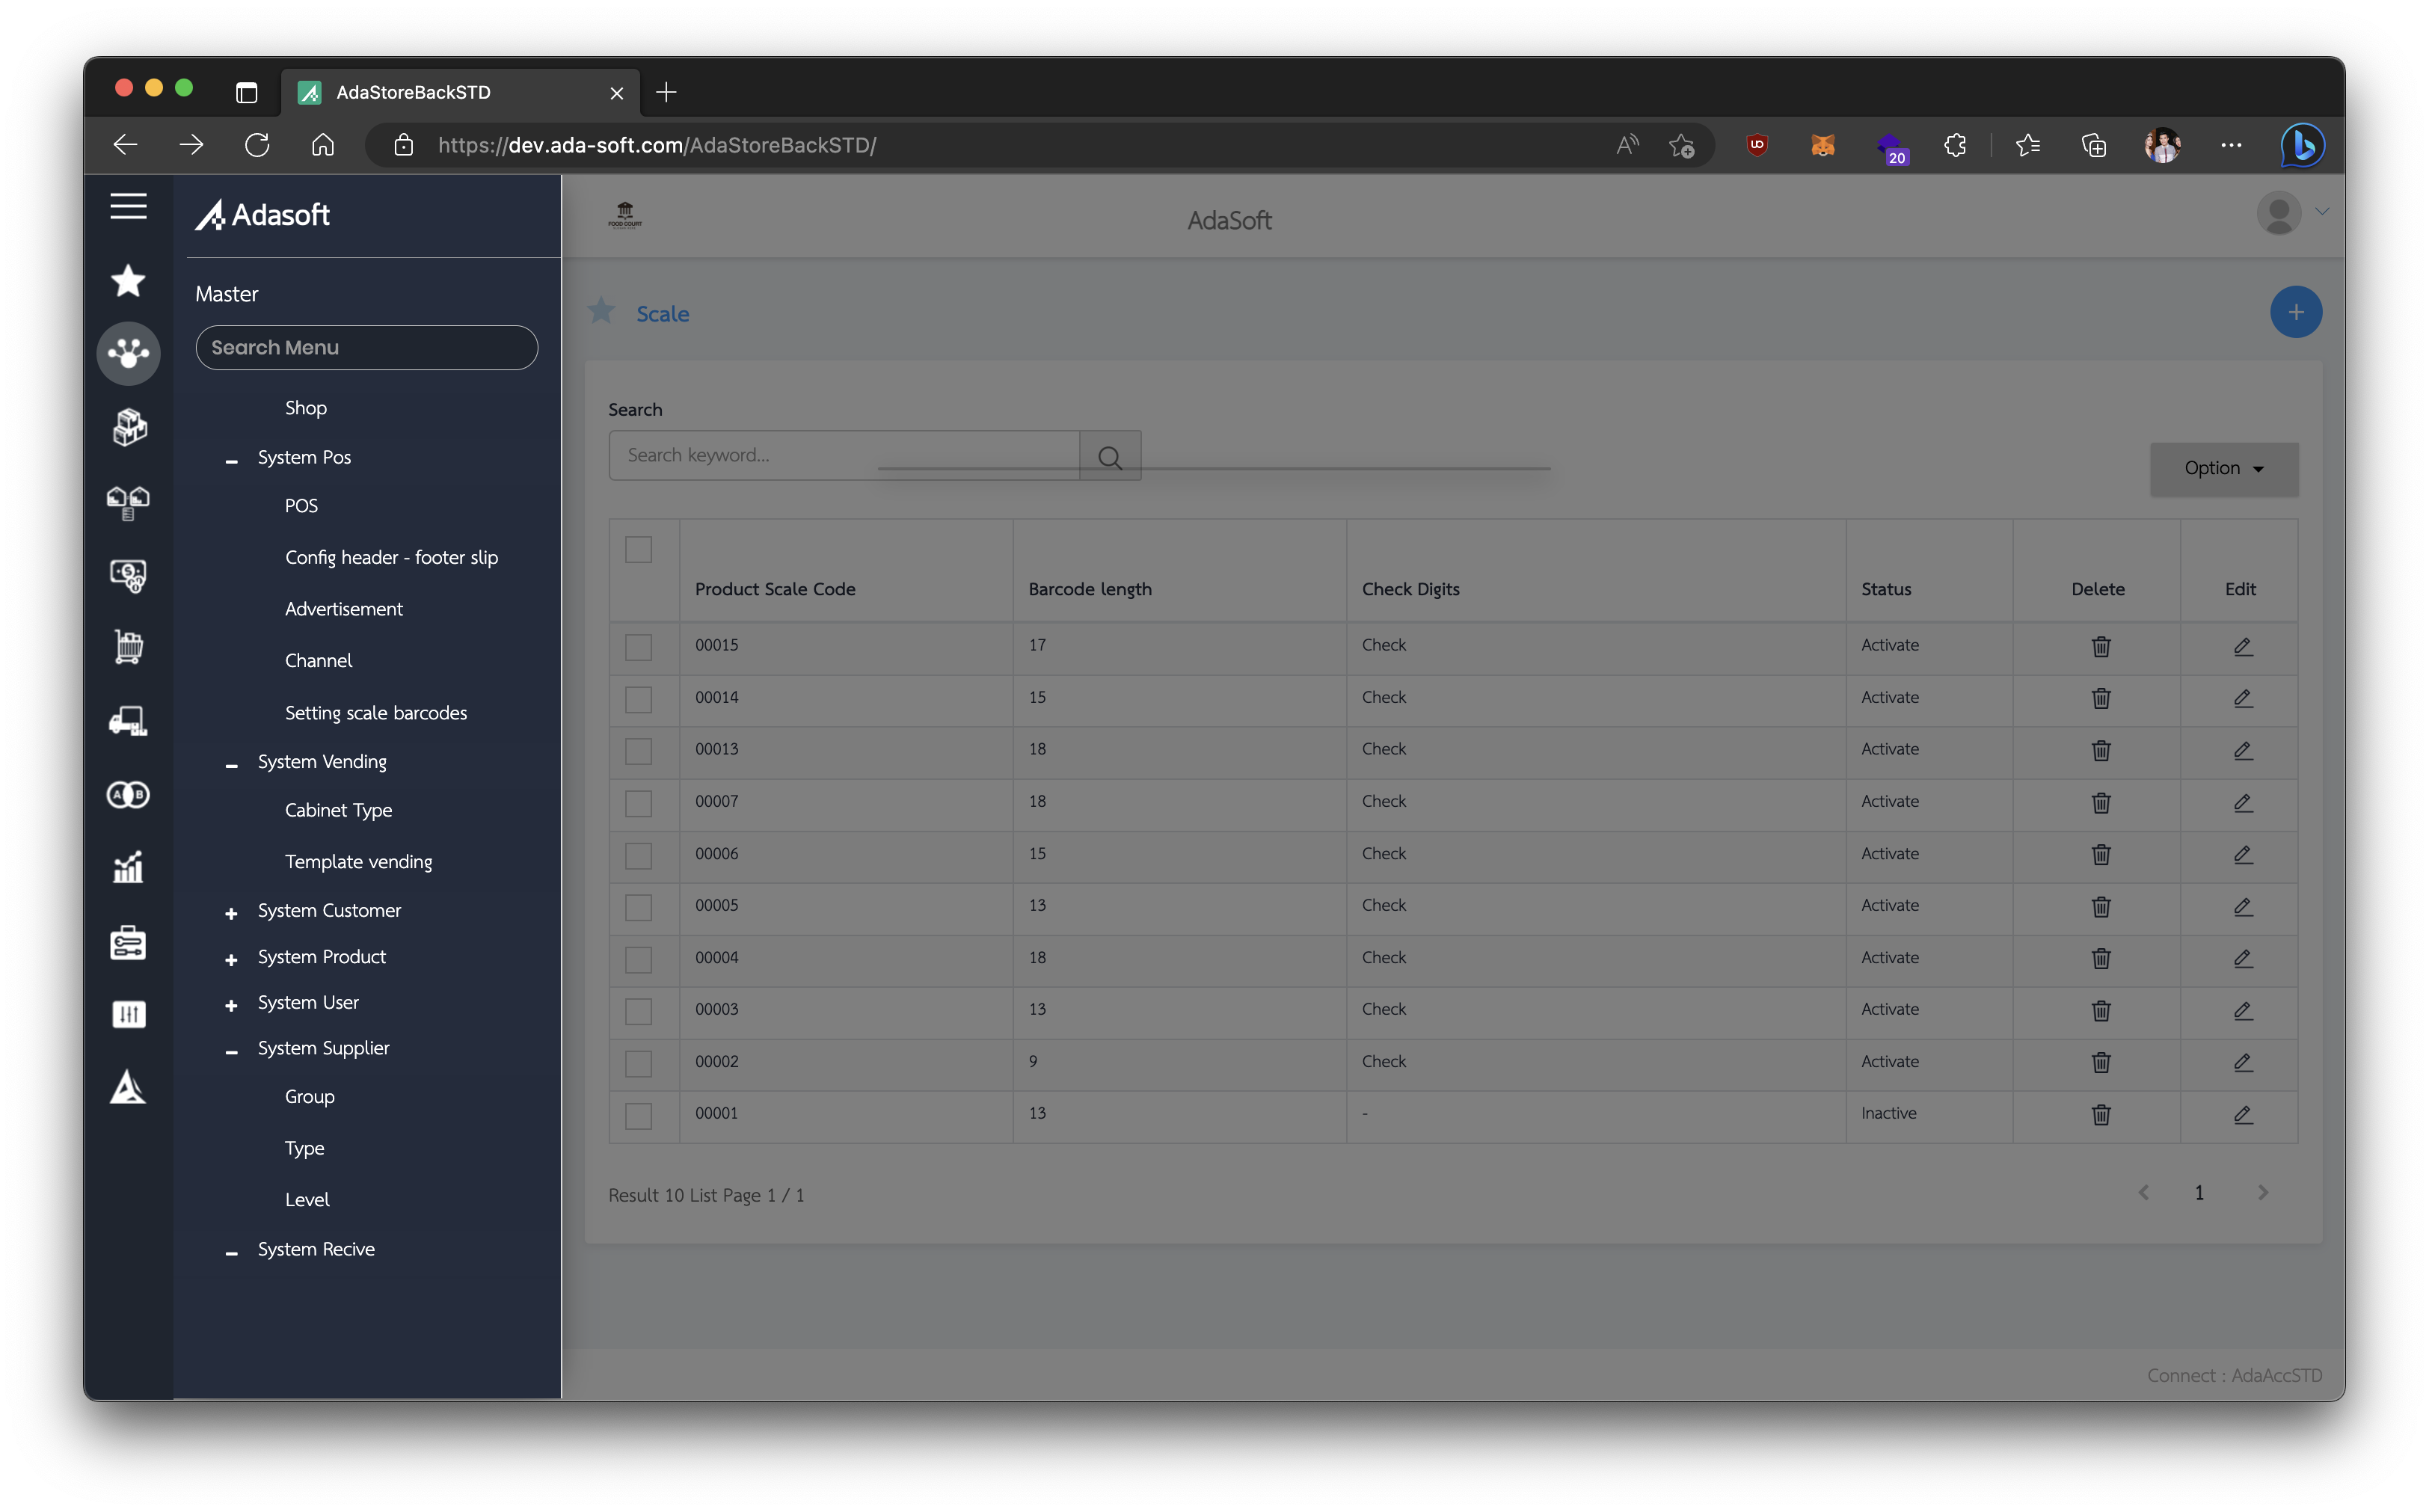 AdaStoreBackSTD
https://dev.ada-soft.com/AdaStoreBackSTD/
A
UD
20
Adasoft
Master
Search Menu
Shop
System Pos
POS
Config header - footer slip
Advertisement
Channel
Setting scale barcodes
System Vending
Cabinet Type
Template vending
System Customer
System Product
System User
System Supplier
Group
Type
Level
System Recive
A B
FOOD COURT
AdaSoft
Scale
Search
Search keyword...
Option
Product Scale Code Barcode length Check Digits Status Delete Edit
00015 17 Check Activate
00014 15 Check Activate
00013 18 Check Activate
00007 18 Check Activate
00006 15 Check Activate
00005 13 Check Activate
00004 18 Check Activate
00003 13 Check Activate
00002 9 Check Activate
00001 13 - Inactive
Result 10 List Page 1 / 1
1
Connect : AdaAccSTD